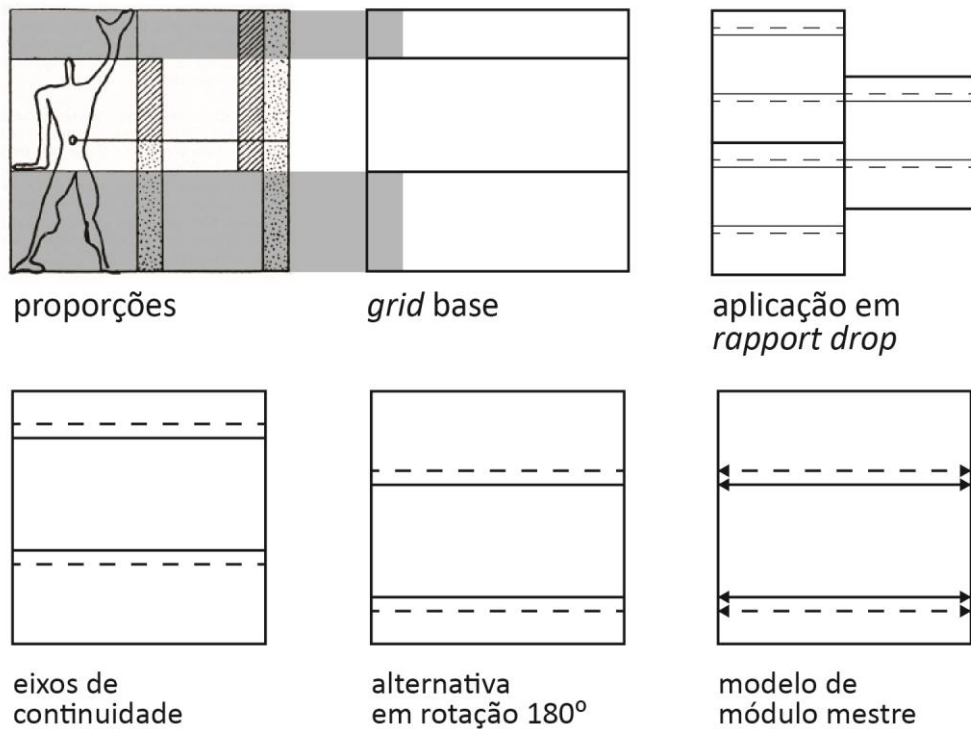 proporções
grid base
aplicação em
rapport drop
eixos de
continuidade
alternativa
em rotação 180º
modelo de
módulo mestre